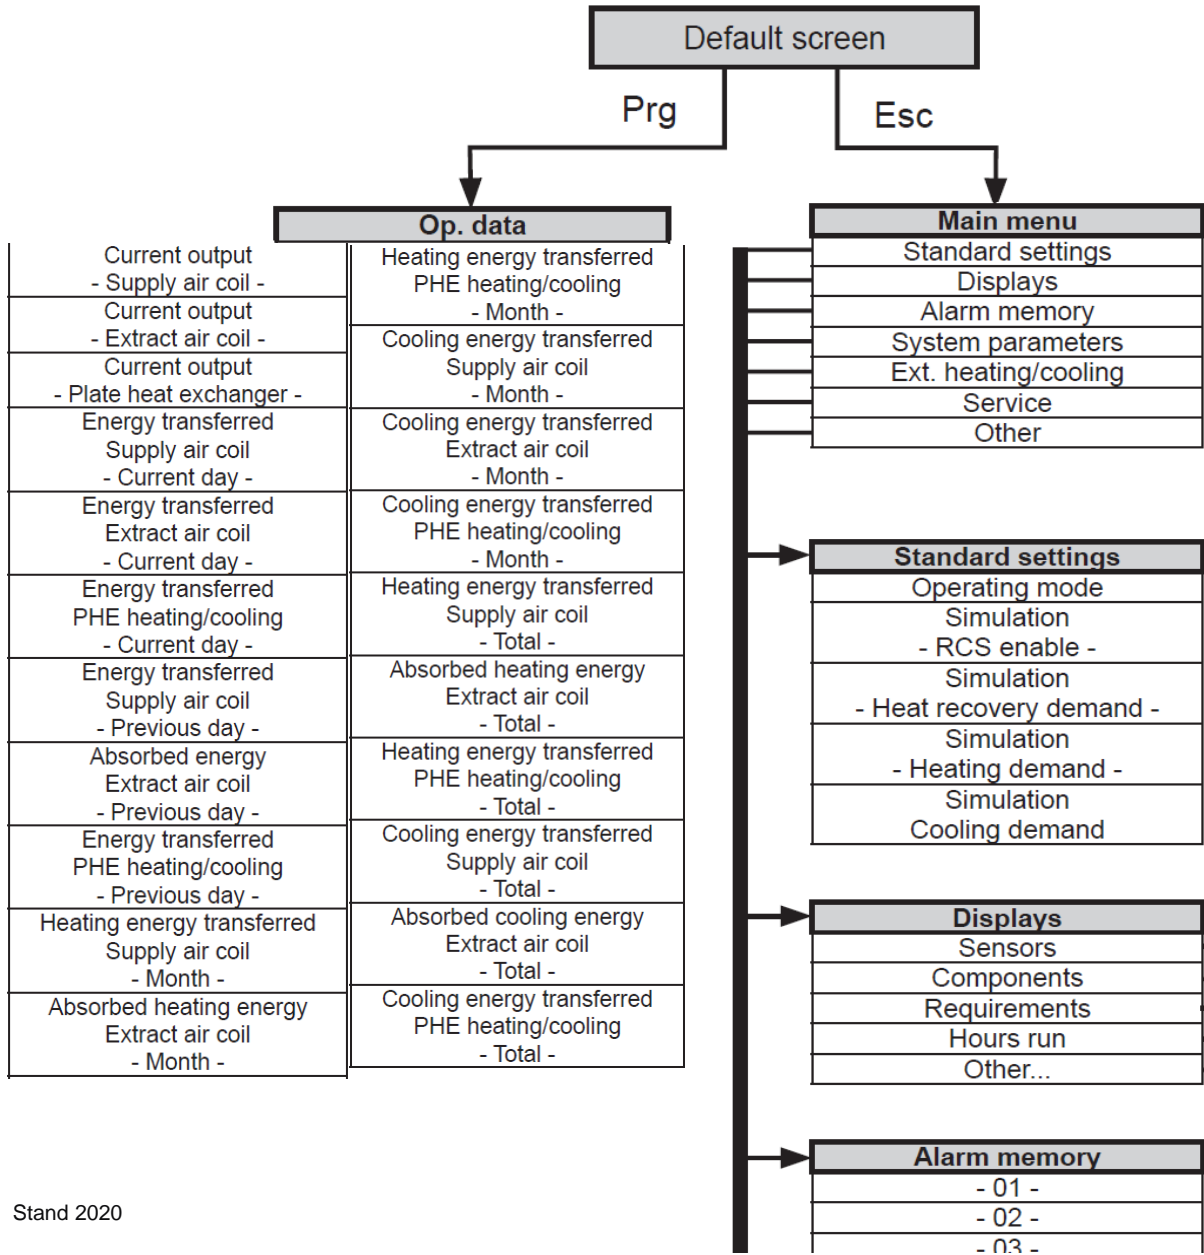 Default screen
Prg
Esc
Op. data
Current output
- Supply air coil -
Current output
- Extract air coil -
Current output
- Plate heat exchanger -
Energy transferred
Supply air coil
- Current day -
Energy transferred
Extract air coil
- Current day -
Energy transferred
PHE heating/cooling
- Current day -
Energy transferred
Supply air coil
- Previous day -
Absorbed energy
Extract air coil
- Previous day -
Energy transferred
PHE heating/cooling
- Previous day -
Heating energy transferred
Supply air coil
- Month -
Absorbed heating energy
Extract air coil
- Month -
Heating energy transferred
PHE heating/cooling
- Month -
Cooling energy transferred
Supply air coil
- Month -
Cooling energy transferred
Extract air coil
- Month -
Cooling energy transferred
PHE heating/cooling
- Month -
Heating energy transferred
Supply air coil
- Total -
Absorbed heating energy
Extract air coil
- Total -
Heating energy transferred
PHE heating/cooling
- Total -
Cooling energy transferred
Supply air coil
- Total -
Absorbed cooling energy
Extract air coil
- Total -
Cooling energy transferred
PHE heating/cooling
- Total -
Main menu
Standard settings
Displays
Alarm memory
System parameters
Ext. heating/cooling
Service
Other
Standard settings
Operating mode
Simulation
- RCS enable -
Simulation
- Heat recovery demand -
Simulation
- Heating demand -
Simulation
Cooling demand
Displays
Sensors
Components
Requirements
Hours run
Other...
Alarm memory
- 01 -
- 02 -
- 03 -
Stand 2020